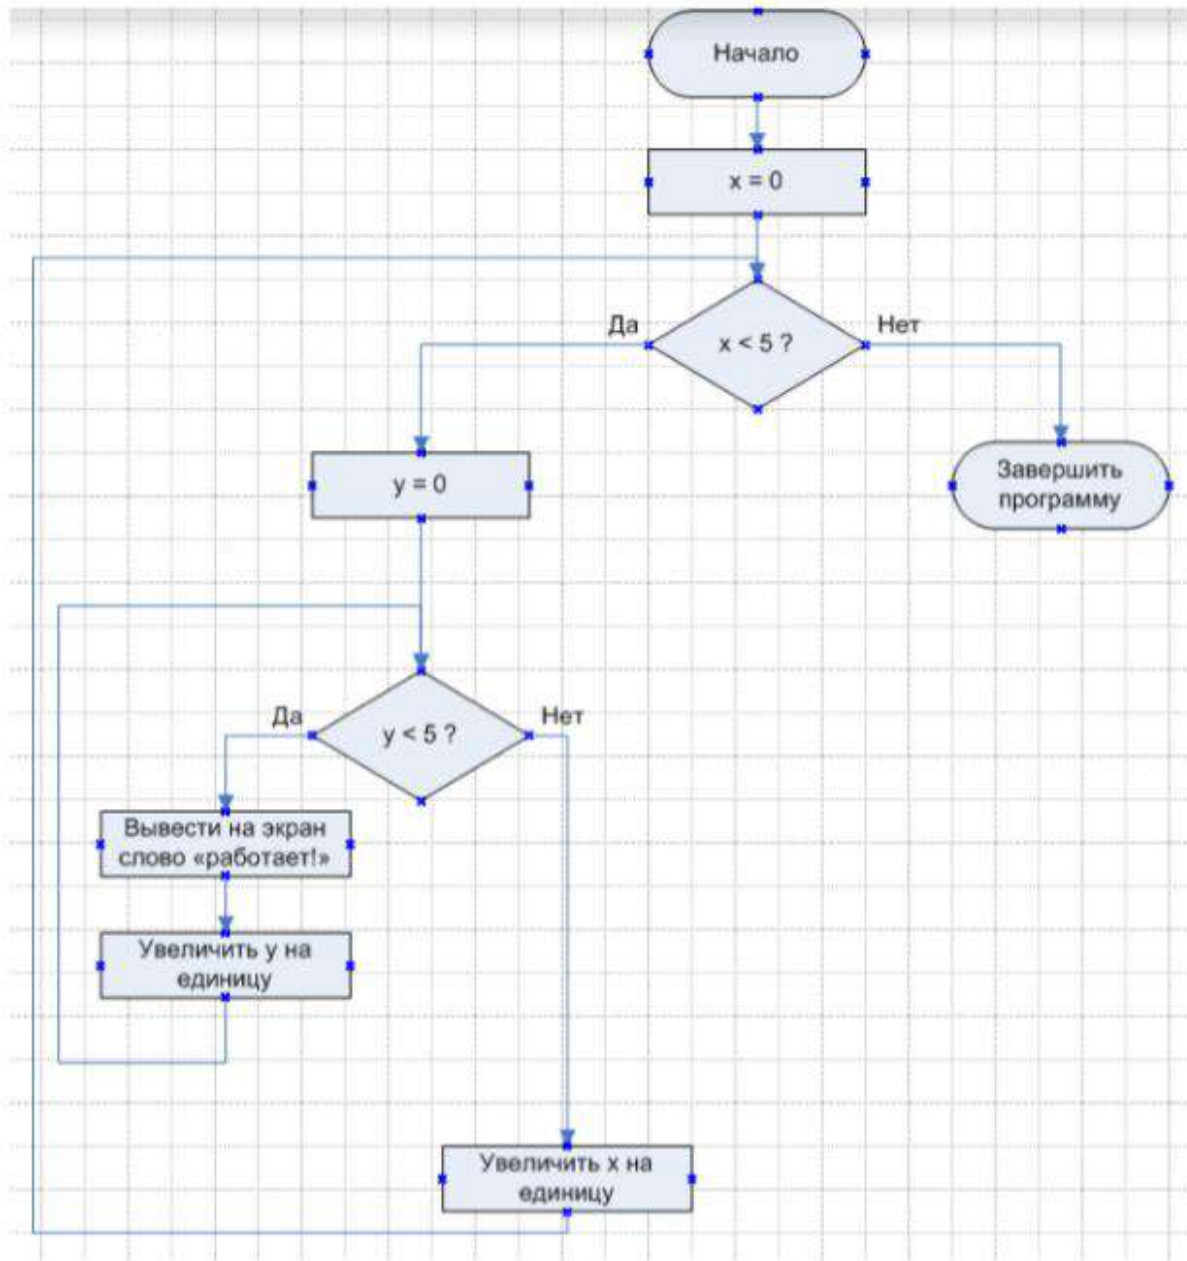 Начало
x = 0
Да
x < 5 ?
Нет
y = 0
Завершить
программу
Да
y < 5 ?
Нет
Вывести на экран
слово «работает!»
Увеличить y на
единицу
Увеличить x на
единицу